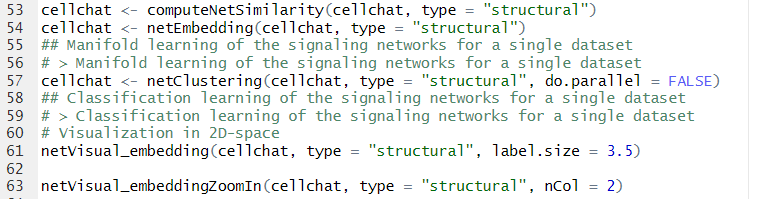 53 cellchat <- computeNetSimilarity(cellchat, type = "structural")
54 cellchat <- netEmbedding(cellchat, type = "structural")
55 ## Manifold learning of the signaling networks for a single dataset
56 # > Manifold learning of the signaling networks for a single dataset
57 cellchat <- netClustering(cellchat, type = "structural", do.parallel = FALSE)
58 ## Classification learning of the signaling networks for a single dataset
59 # > Classification learning of the signaling networks for a single dataset
60 # Visualization in 2D-space
61 netVisual_embedding(cellchat, type = "structural", label.size = 3.5)
62
63 netVisual_embeddingZoomIn(cellchat, type = "structural", nCol = 2)